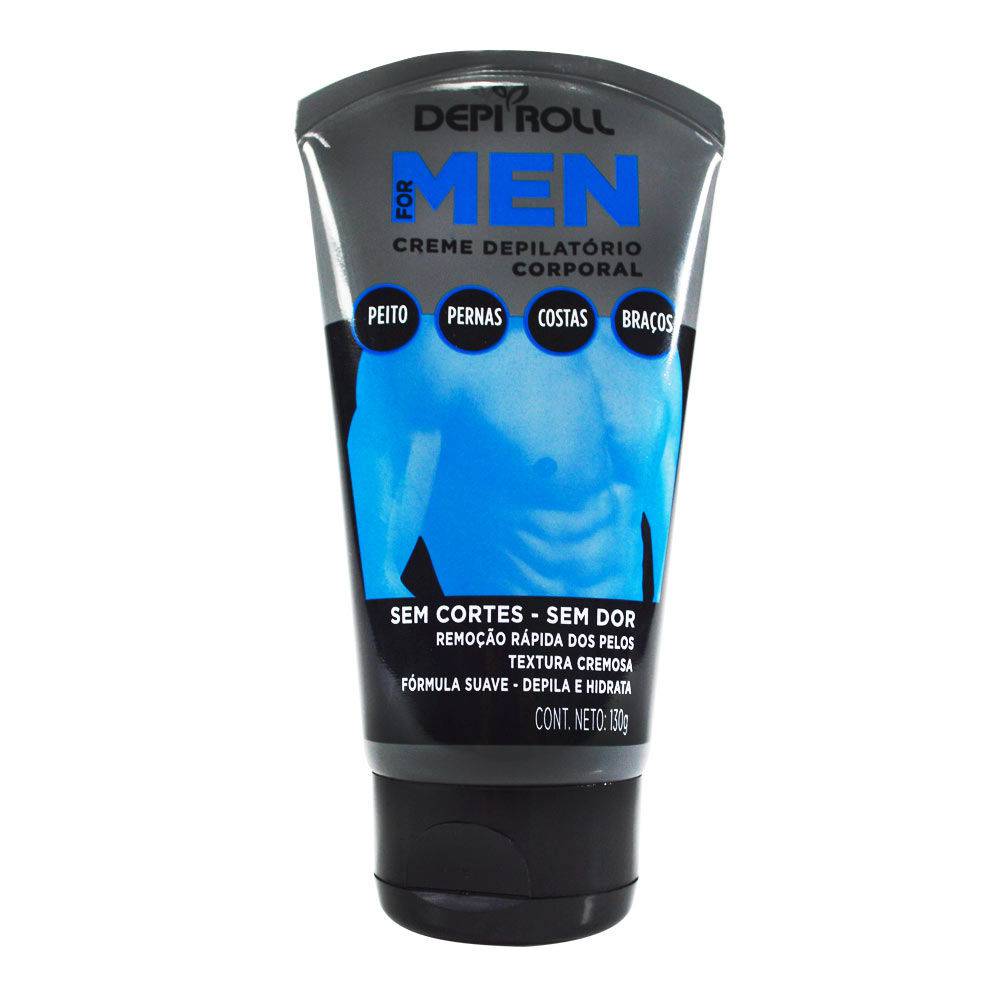 DEPI ROLL
FOR MEN
CREME DEPILATÓRIO
CORPORAL
PEITO PERNAS COSTAS BRAÇOS
SEM CORTES - SEM DOR
REMOÇÃO RÁPIDA DOS PELOS
TEXTURA CREMOSA
FÓRMULA SUAVE - DEPILA E HIDRATA
CONT. NETO: 130g